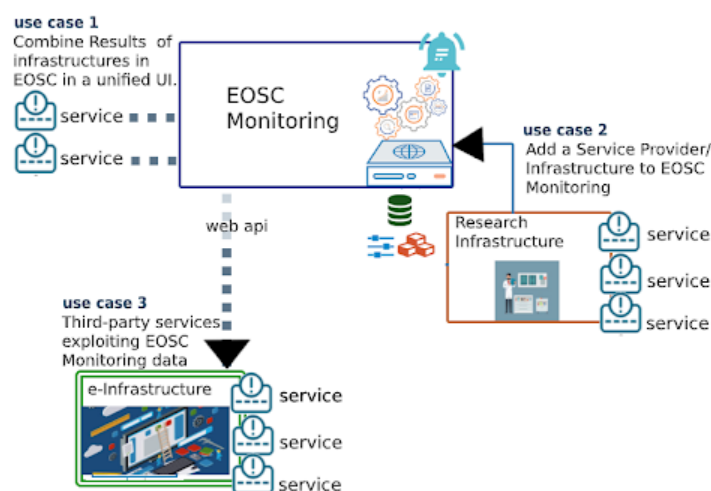 use case 1
Combine Results of
infrastructures in
EOSC in a unified UI.
service
service
EOSC
Monitoring
use case 2
Add a Service Provider/
Infrastructure to EOSC
Monitoring
web api
Research
Infrastructure
service
service
service
use case 3
Third-party services
exploiting EOSC
Monitoring data
e-Infrastructure
service
service
service